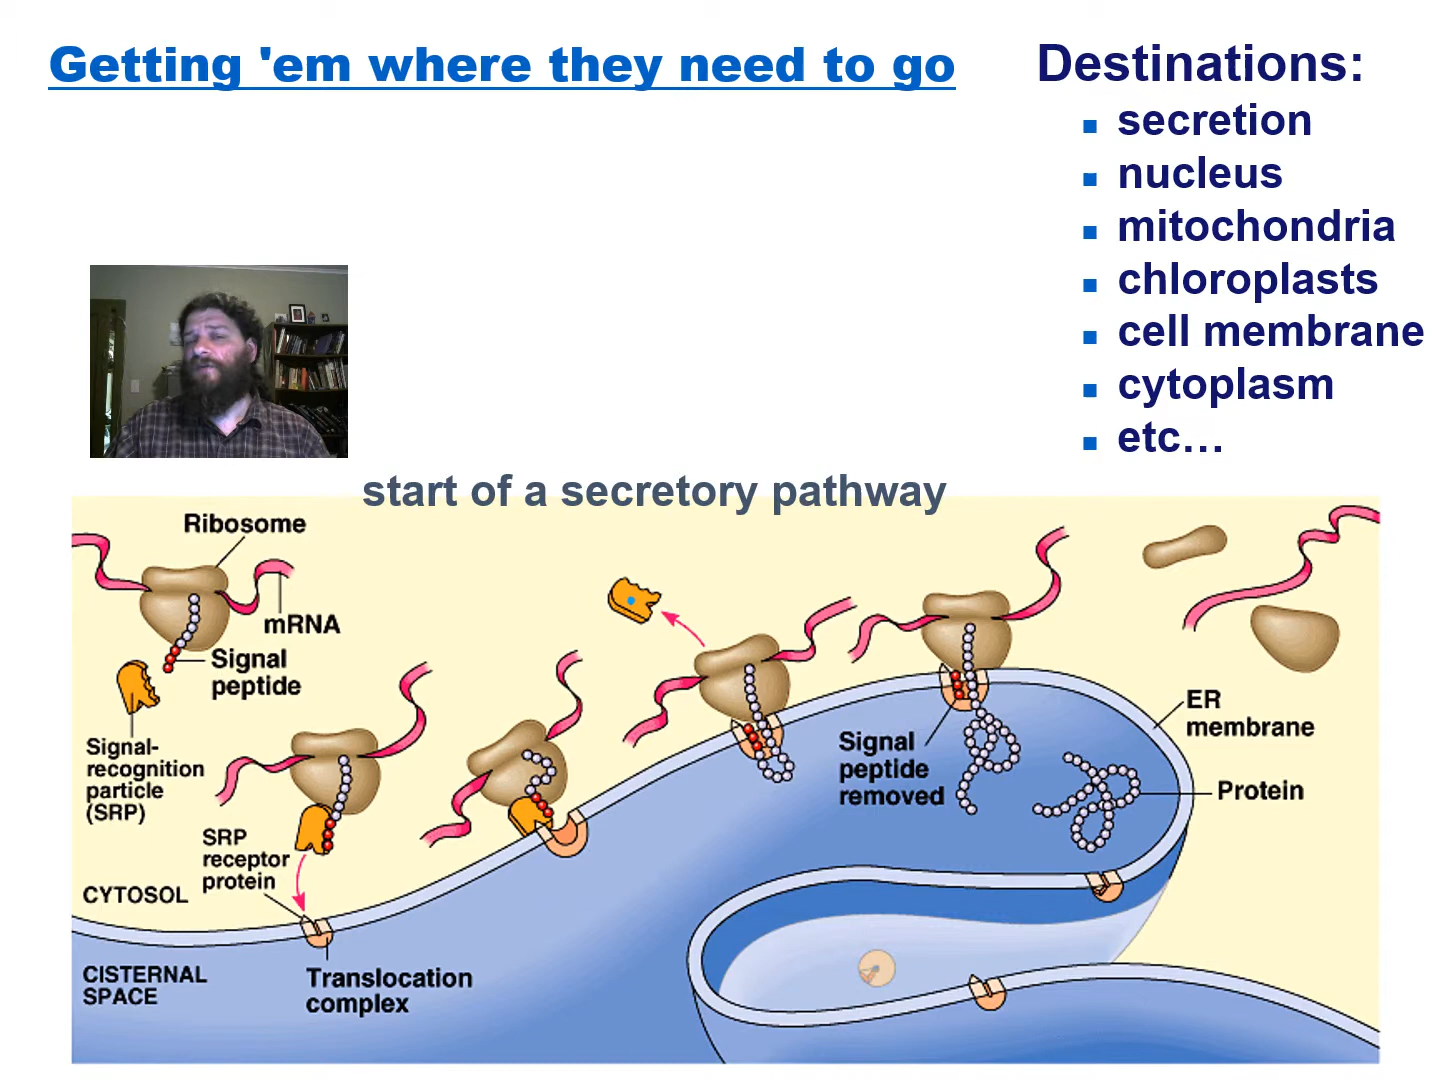 Getting 'em where they need to go
Destinations:
secretion
nucleus
mitochondria
chloroplasts
cell membrane
cytoplasm
etc…
start of a secretory pathway
Ribosome
mRNA
Signal
peptide
Signal-
recognition
particle
(SRP)
SRP
receptor
protein
CYTOSOL
CISTERNAL
SPACE
Translocation
complex
Signal
peptide
removed
ER
membrane
Protein